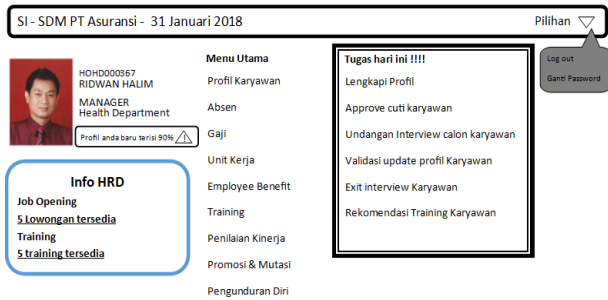 SI - SDM PT Asuransi - 31 Januari 2018
Pilihan
Log out
Ganti Password
HOHD000367
RIDWAN HALIM
MANAGER
Health Department
Profil anda baru terisi 90%
Info HRD
Job Opening
5 Lowongan tersedia
Training
5 training tersedia
Menu Utama
Profil Karyawan
Absen
Gaji
Unit Kerja
Employee Benefit
Training
Penilaian Kinerja
Promosi & Mutasi
Pengunduran Diri
Tugas hari ini !!!!
Lengkapi Profil
Approve cuti karyawan
Undangan Interview calon karyawan
Validasi update profil Karyawan
Exit interview Karyawan
Rekomendasi Training Karyawan